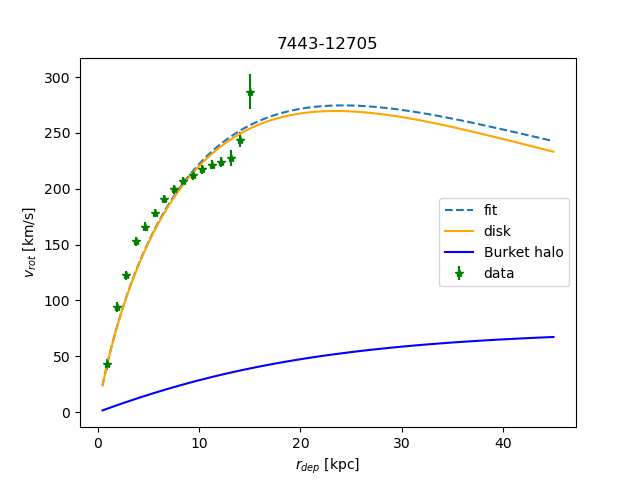 7443-12705
300
250
200
150
100
50
0
v_rot [km/s]
fit
disk
Burket halo
data
0 10 20 30 40
r_dep [kpc]